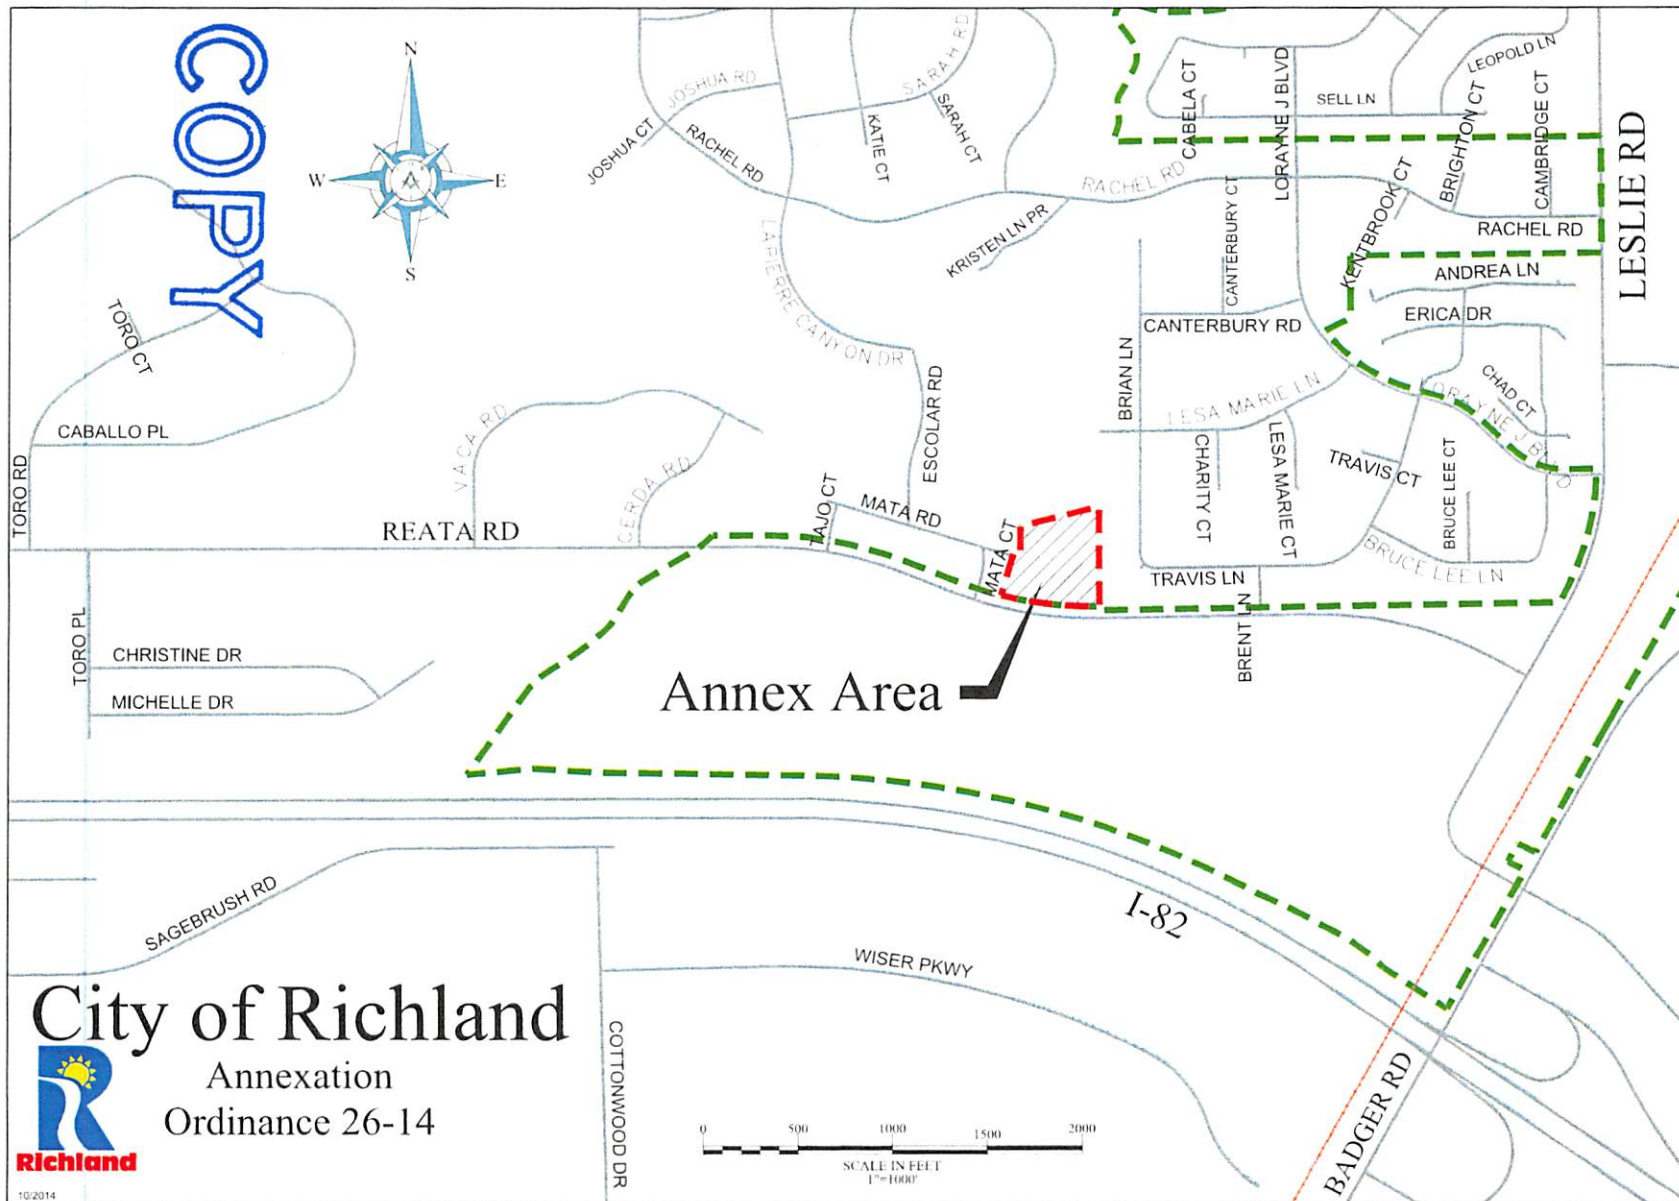 COPY
N
W
E
S
JOSHUA RD
JOSHUA CT
RACHEL RD
SARAH RD
KATIE CT
SARAH CT
CABELA CT
LORAYNE J BLVD
LEOPOLD LN
SELL LN
BRIGHTON CT
CAMBRIDGE CT
LESLIE RD
RACHEL RD
KRISTEN LN PR
CANTERBURY CT
KENTBROOK CT
RACHEL RD
ANDREA LN
ERICA DR
CANTERBURY RD
TORO CT
LAPIERRE CANYON DR
BRIAN LN
LESA MARIE LN
CHAD CT
LORAYNE J BLVD
CABALLO PL
VACA RD
CERDA RD
ESCOLAR RD
CHARITY CT
LESA MARIE CT
TRAVIS CT
BRUCE LEE CT
TORO RD
REATA RD
TAJO CT
MATA RD
MATA CT
TRAVIS LN
BRUCE LEE LN
BRENT LN
TORO PL
CHRISTINE DR
MICHELLE DR
Annex Area
I-82
SAGEBRUSH RD
WISER PKWY
COTTONWOOD DR
BADGER RD
City of Richland
Annexation
Ordinance 26-14
Richland
0 500 1000 1500 2000
SCALE IN FEET
1"=1000'
10/2014